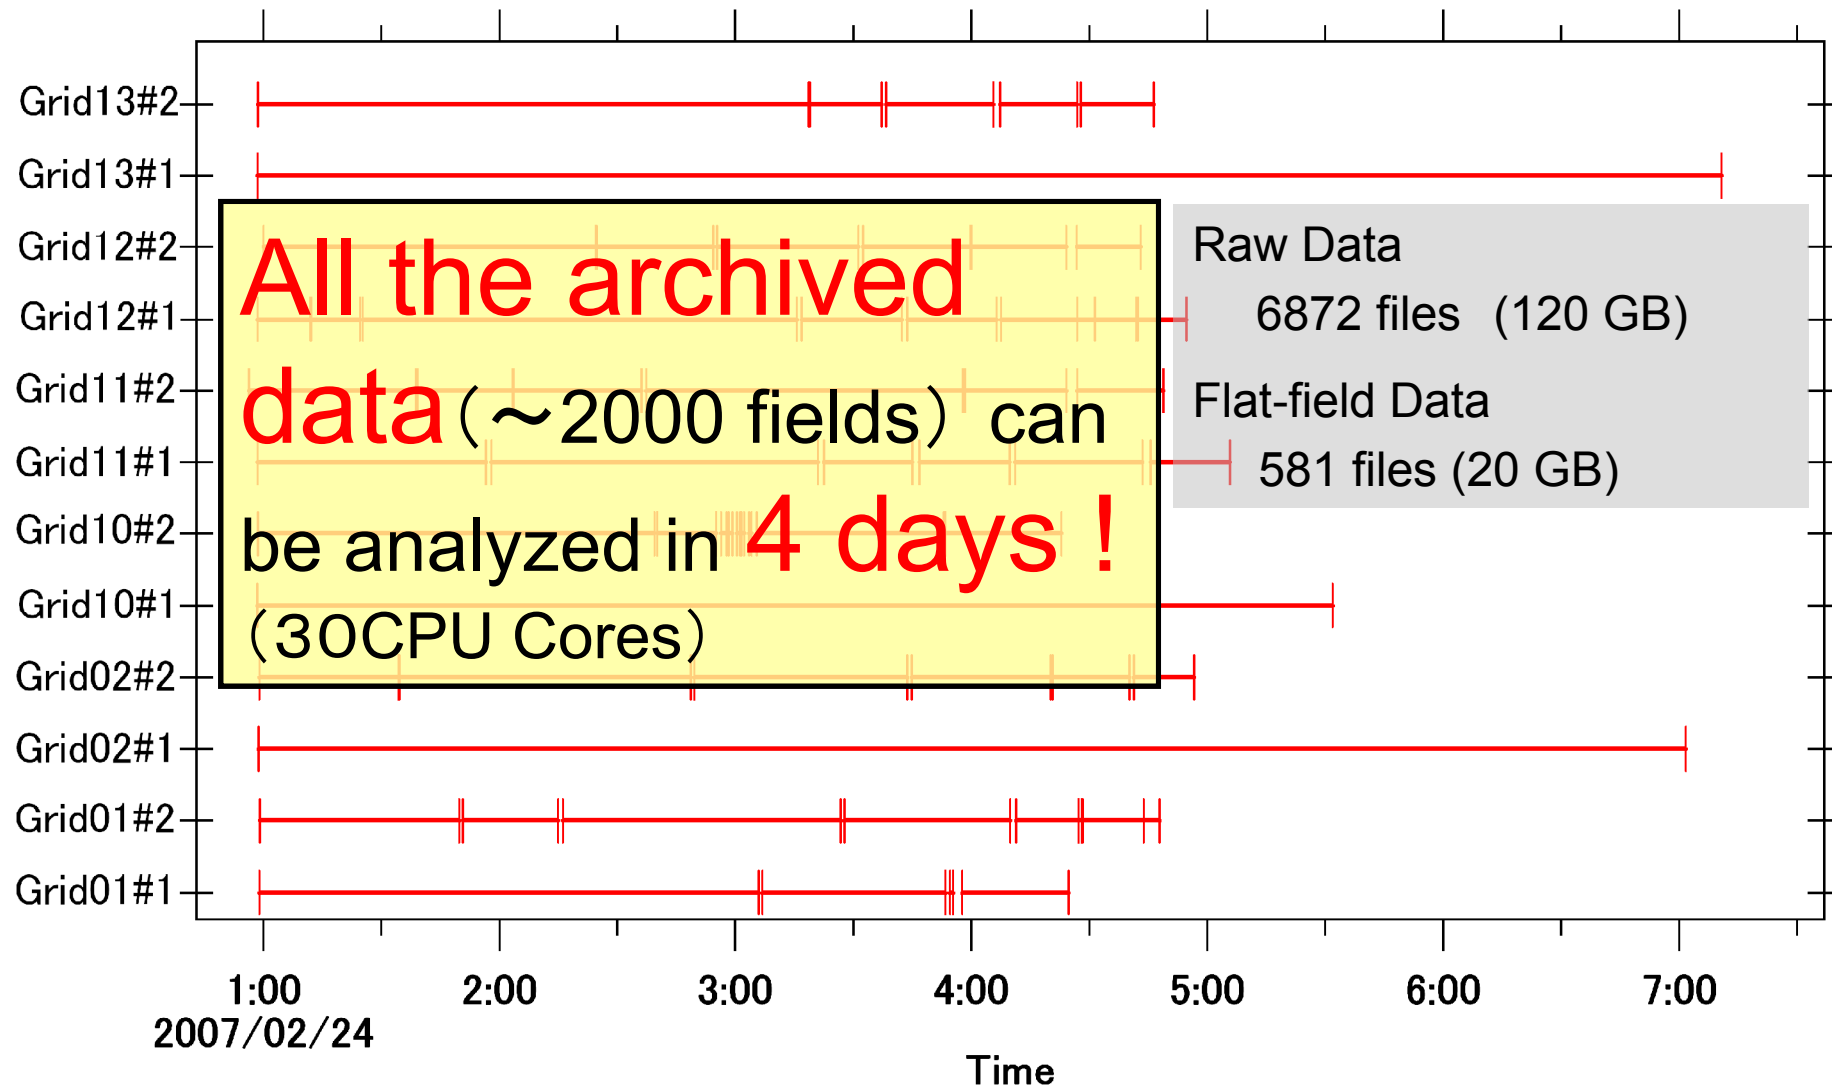 Grid13#2
Grid13#1
Grid12#2
Grid12#1
Grid11#2
Grid11#1
Grid10#2
Grid10#1
Grid02#2
Grid02#1
Grid01#2
Grid01#1
All the archived
data（～2000 fields）can
be analyzed in 4 days！
（30CPU Cores）
Raw Data
6872 files (120 GB)
Flat-field Data
581 files (20 GB)
1:00 2:00 3:00 4:00 5:00 6:00 7:00
2007/02/24
Time